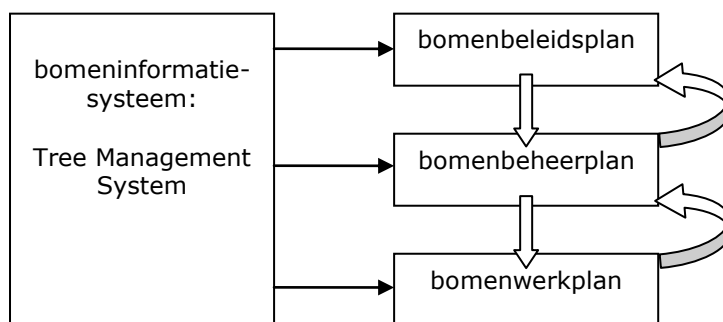 bomeninformatie-
systeem:
Tree Management
System
bomenbeleidsplan
bomenbeheerplan
bomenwerkplan